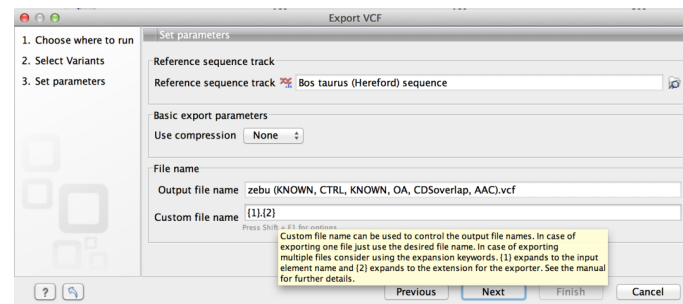 Export VCF
1. Choose where to run
2. Select Variants
3. Set parameters
Set parameters
Reference sequence track
Reference sequence track Bos taurus (Hereford) sequence
Basic export parameters
Use compression None
File name
Output file name zebu (KNOWN, CTRL, KNOWN, OA, CDSoverlap, AAC).vcf
Custom file name {1}.{2}
Press Shift + F1 for options
Custom file name can be used to control the output file names. In case of
exporting one file just use the desired file name. In case of exporting
multiple files consider using the expansion keywords. {1} expands to the input
element name and {2} expands to the extension for the exporter. See the manual
for further details.
? Previous Next Finish Cancel